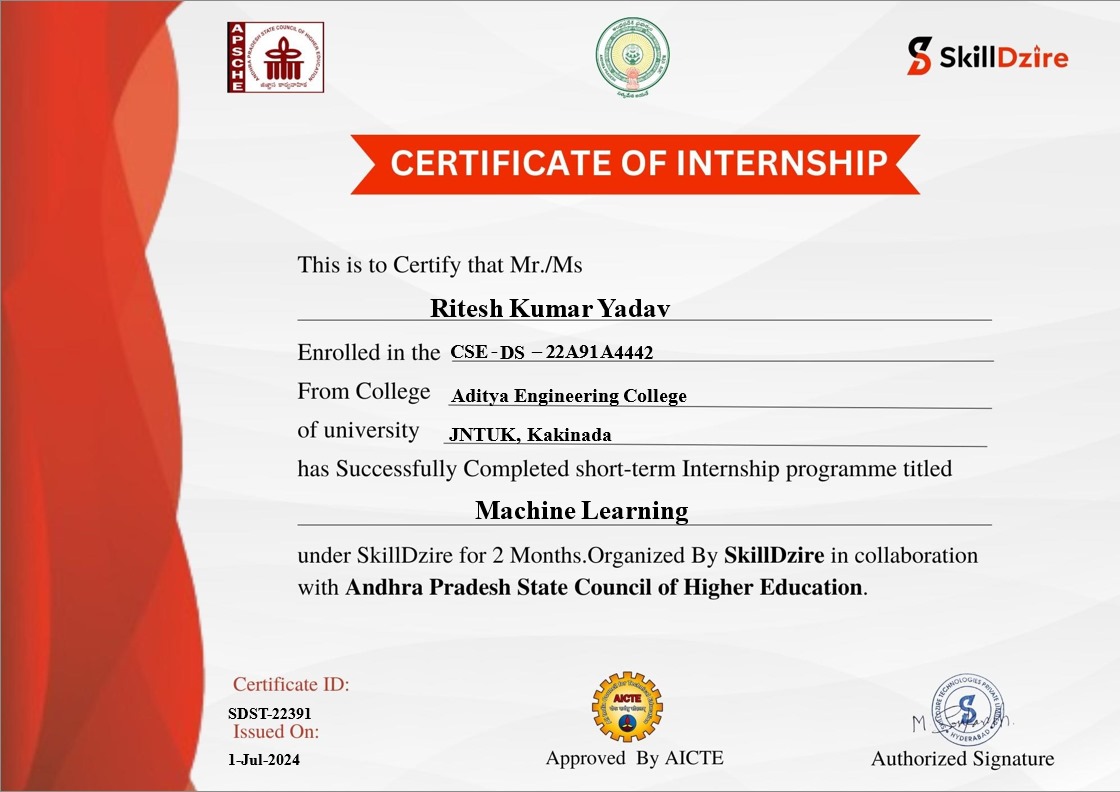 APSCHE
ANDHRA PRADESH STATE COUNCIL OF HIGHER EDUCATION
SkillDzire
CERTIFICATE OF INTERNSHIP
This is to Certify that Mr./Ms
Ritesh Kumar Yadav
Enrolled in the CSE-DS – 22A91A4442
From College Aditya Engineering College
of university JNTUK, Kakinada
has Successfully Completed short-term Internship programme titled
Machine Learning
under SkillDzire for 2 Months.Organized By SkillDzire in collaboration
with Andhra Pradesh State Council of Higher Education.
Certificate ID:
SDST-22391
Issued On:
1-Jul-2024
AICTE
Approved By AICTE
HYDERABAD
Authorized Signature